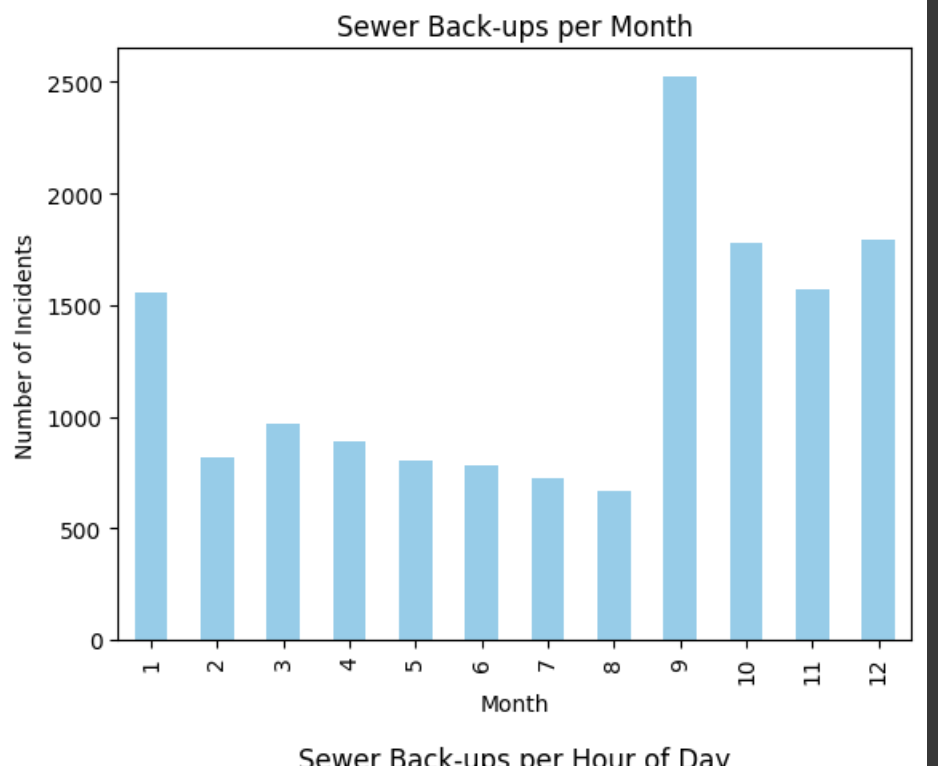 Sewer Back-ups per Month
2500
2000
1500
1000
500
0
Number of Incidents
1 2 3 4 5 6 7 8 9 10 11 12
Month
Sewer Back-ups per Hour of Day